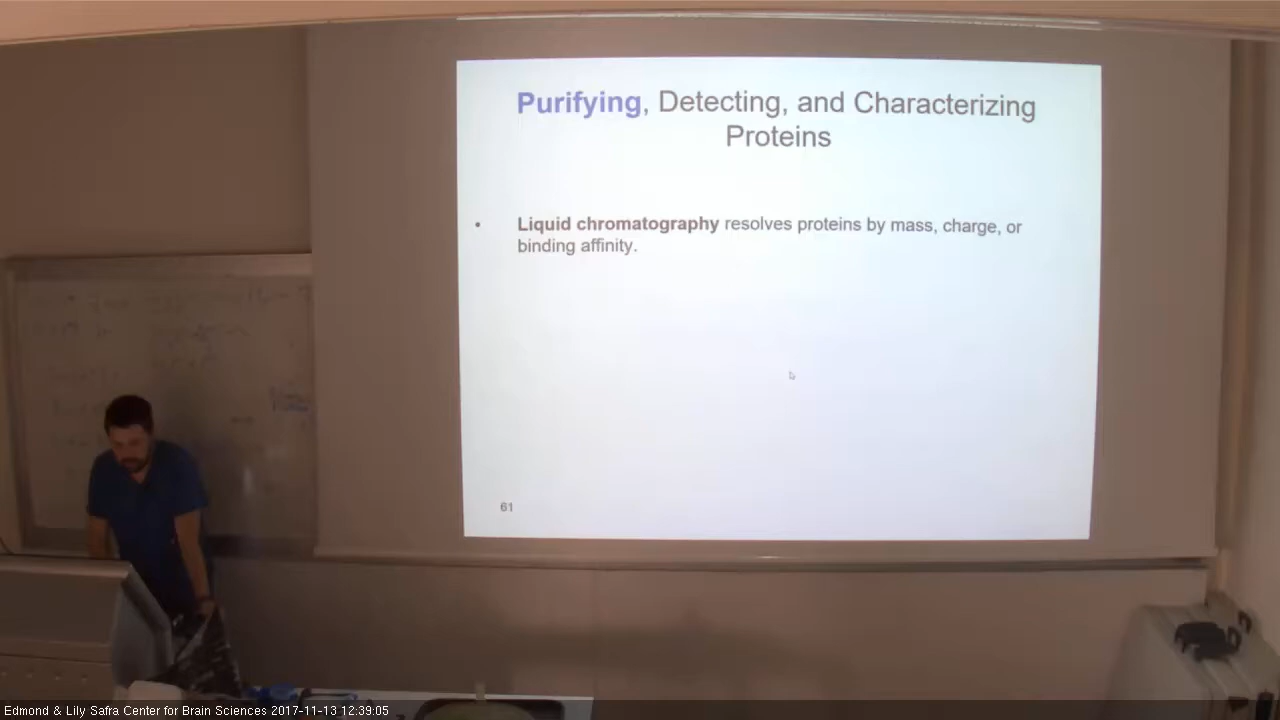 Purifying, Detecting, and Characterizing
Proteins
• Liquid chromatography resolves proteins by mass, charge, or
binding affinity.
61
Edmond & Lily Safra Center for Brain Sciences 2017-11-13 12:39:05